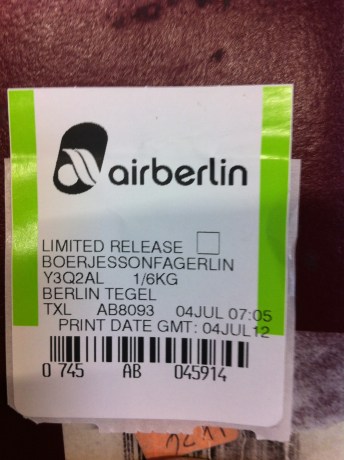 airberlin
LIMITED RELEASE
BOERJESSONFAGERLIN
Y3Q2AL 1/6KG
BERLIN TEGEL
TXL AB8093 04JUL 07:05
PRINT DATE GMT: 04JUL12
0 745 AB 045914